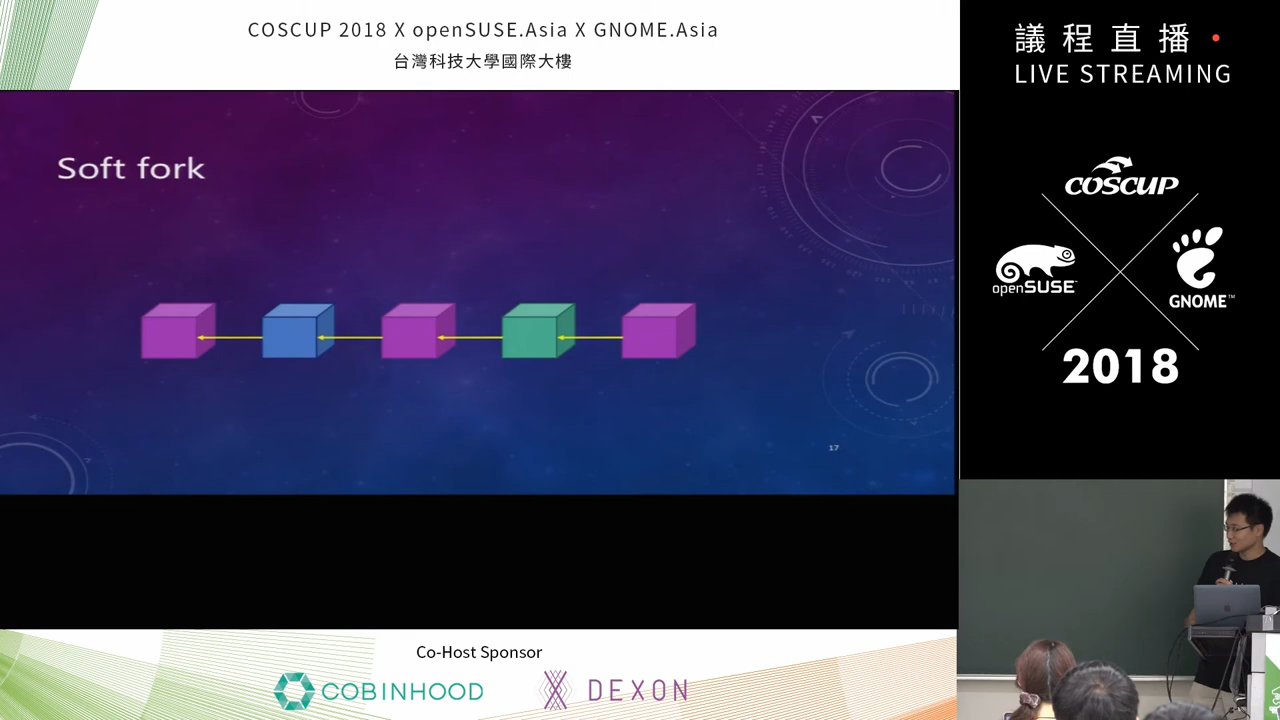 COSCUP 2018 X openSUSE.Asia X GNOME.Asia
台灣科技大學國際大樓
Soft fork
17
Co-Host Sponsor
COBINHOOD
DEXON
議程直播
LIVE STREAMING
COSCUP
openSUSE
GNOME™
2018